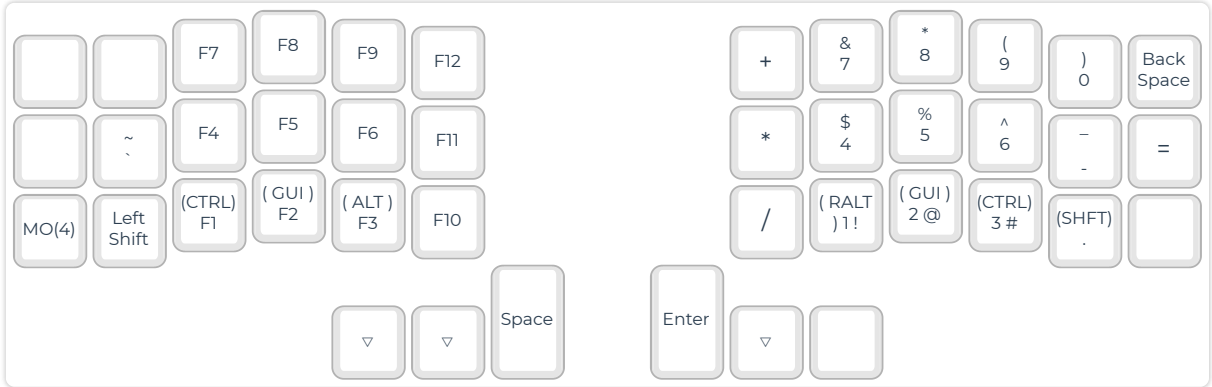 F7 F8 F9 F12 + & * ( ) Back
7 8 9 0 Space
~ F4 F5 F6 F11 * $ % ^ _ =
` 4 5 6 -
MO(4) Left (CTRL) ( GUI ) ( ALT ) F10 / ( RALT ( GUI ) (CTRL) (SHFT)
Shift F1 F2 F3 ) 1 ! 2 @ 3 # .
Space Enter
▽ ▽ ▽